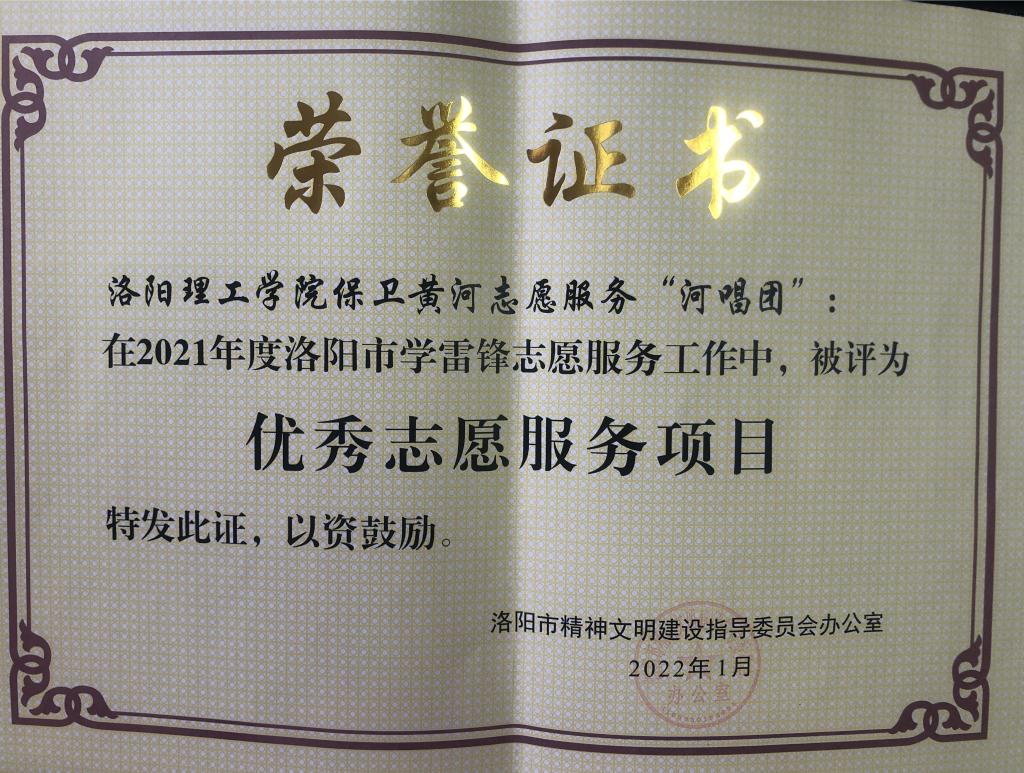 荣誉证书
洛阳理工学院保卫黄河志愿服务“河唱团”：
在2021年度洛阳市学雷锋志愿服务工作中，被评为
优秀志愿服务项目
特发此证，以资鼓励。
洛阳市精神文明建设指导委员会办公室
2022年1月
办公室